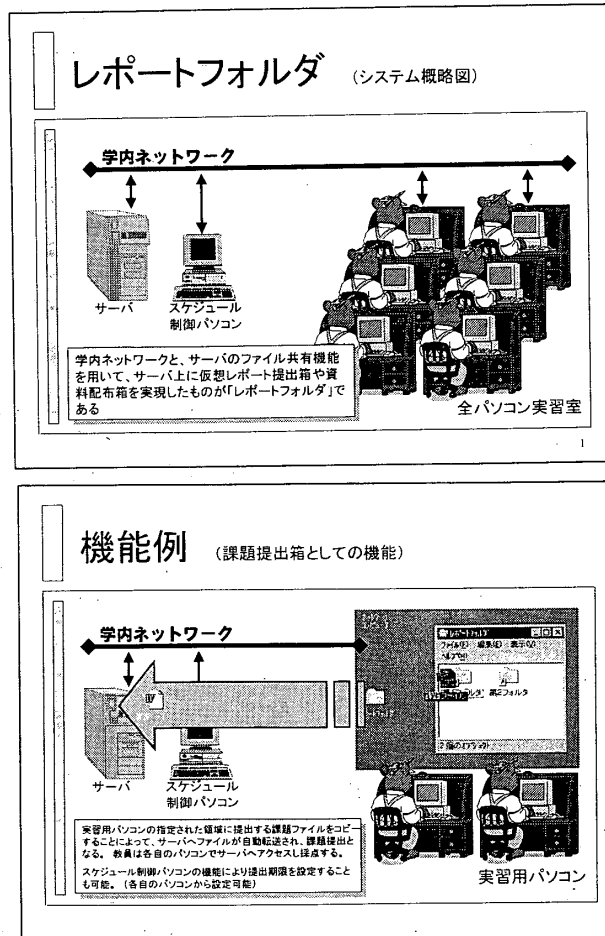 レポートフォルダ （システム概略図）
学内ネットワーク
サーバ
スケジュール
制御パソコン
学内ネットワークと、サーバのファイル共有機能
を用いて、サーバ上に仮想レポート提出箱や資
料配布箱を実現したものが「レポートフォルダ」で
ある
全パソコン実習室
1
機能例 （課題提出箱としての機能）
学内ネットワーク
レポートフォルダ
ファイル(F) 編集(E) 表示(V)
ヘルプ(H)
第2フォルダ
2 個のオブジェクト
サーバ
スケジュール
制御パソコン
実習用パソコンの指定された領域に提出する課題ファイルをコピー
することによって、サーバへファイルが自動転送され、課題提出と
なる。 教員は各自のパソコンでサーバへアクセスし採点する。
スケジュール制御パソコンの機能により提出期限を設定すること
も可能。（各自のパソコンから設定可能）
実習用パソコン